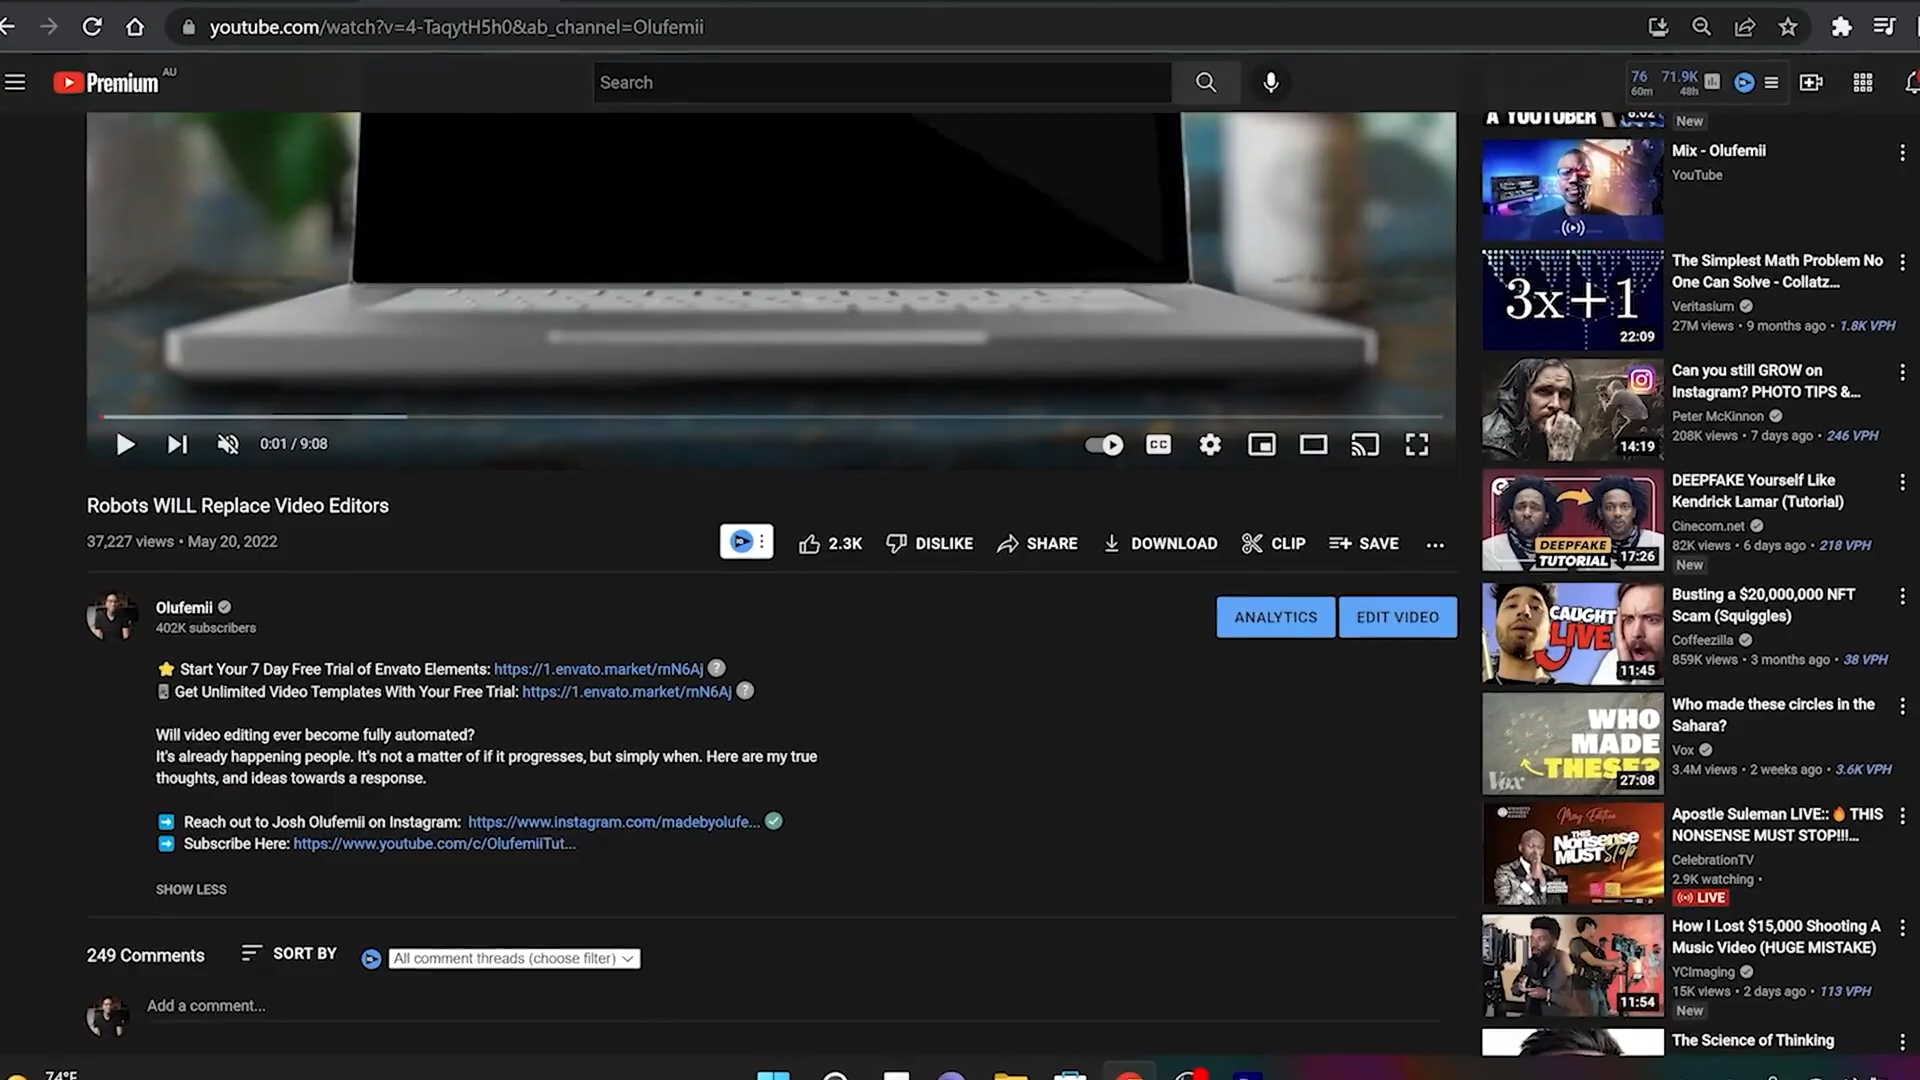 youtube.com/watch?v=4-TaqytH5h0&ab_channel=Olufemii
Premium AU
Search
76 60m
71.9K 48h
0:01 / 9:08
CC
Robots WILL Replace Video Editors
37,227 views • May 20, 2022
2.3K
DISLIKE
SHARE
DOWNLOAD
CLIP
SAVE
Olufemii
402K subscribers
ANALYTICS
EDIT VIDEO
Start Your 7 Day Free Trial of Envato Elements: https://1.envato.market/rnN6Aj
Get Unlimited Video Templates With Your Free Trial: https://1.envato.market/rnN6Aj
Will video editing ever become fully automated?
It's already happening people. It's not a matter of if it progresses, but simply when. Here are my true
thoughts, and ideas towards a response.
Reach out to Josh Olufemii on Instagram: https://www.instagram.com/madebyolufe...
Subscribe Here: https://www.youtube.com/c/OlufemiiTut...
SHOW LESS
249 Comments
SORT BY
All comment threads (choose filter)
Add a comment...
A YOUTUBER
8:02
New
Mix - Olufemii
YouTube
3x+1
22:09
The Simplest Math Problem No
One Can Solve - Collatz...
Veritasium
27M views • 9 months ago • 1.8K VPH
14:19
Can you still GROW on
Instagram? PHOTO TIPS &...
Peter McKinnon
208K views • 7 days ago • 246 VPH
DEEPFAKE
TUTORIAL
17:26
DEEPFAKE Yourself Like
Kendrick Lamar (Tutorial)
Cinecom.net
82K views • 6 days ago • 218 VPH
New
CAUGHT
LIVE
11:45
Busting a $20,000,000 NFT
Scam (Squiggles)
Coffeezilla
859K views • 3 months ago • 38 VPH
WHO
MADE
THESE?
Vox
27:08
Who made these circles in the
Sahara?
Vox
3.4M views • 2 weeks ago • 3.6K VPH
May Edition
THIS
Nonsense
MUST Stop
Apostle Suleman LIVE:: THIS
NONSENSE MUST STOP!!!...
CelebrationTV
2.9K watching •
LIVE
11:54
How I Lost $15,000 Shooting A
Music Video (HUGE MISTAKE)
YCImaging
15K views • 2 days ago • 113 VPH
New
The Science of Thinking
74°F